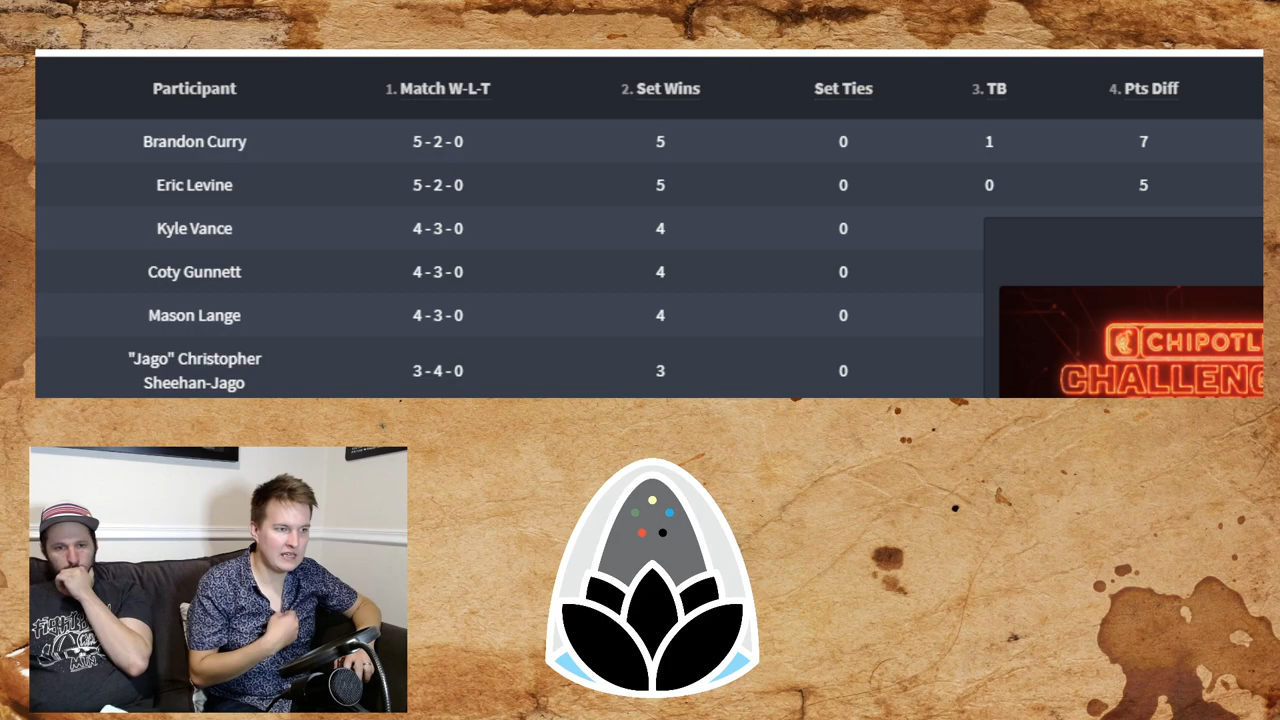 Participant 1. Match W-L-T 2. Set Wins Set Ties 3. TB 4. Pts Diff
Brandon Curry 5 - 2 - 0 5 0 1 7
Eric Levine 5 - 2 - 0 5 0 0 5
Kyle Vance 4 - 3 - 0 4 0
Coty Gunnett 4 - 3 - 0 4 0
Mason Lange 4 - 3 - 0 4 0
"Jago" Christopher
Sheehan-Jago 3 - 4 - 0 3 0
CHIPOTL
CHALLENG